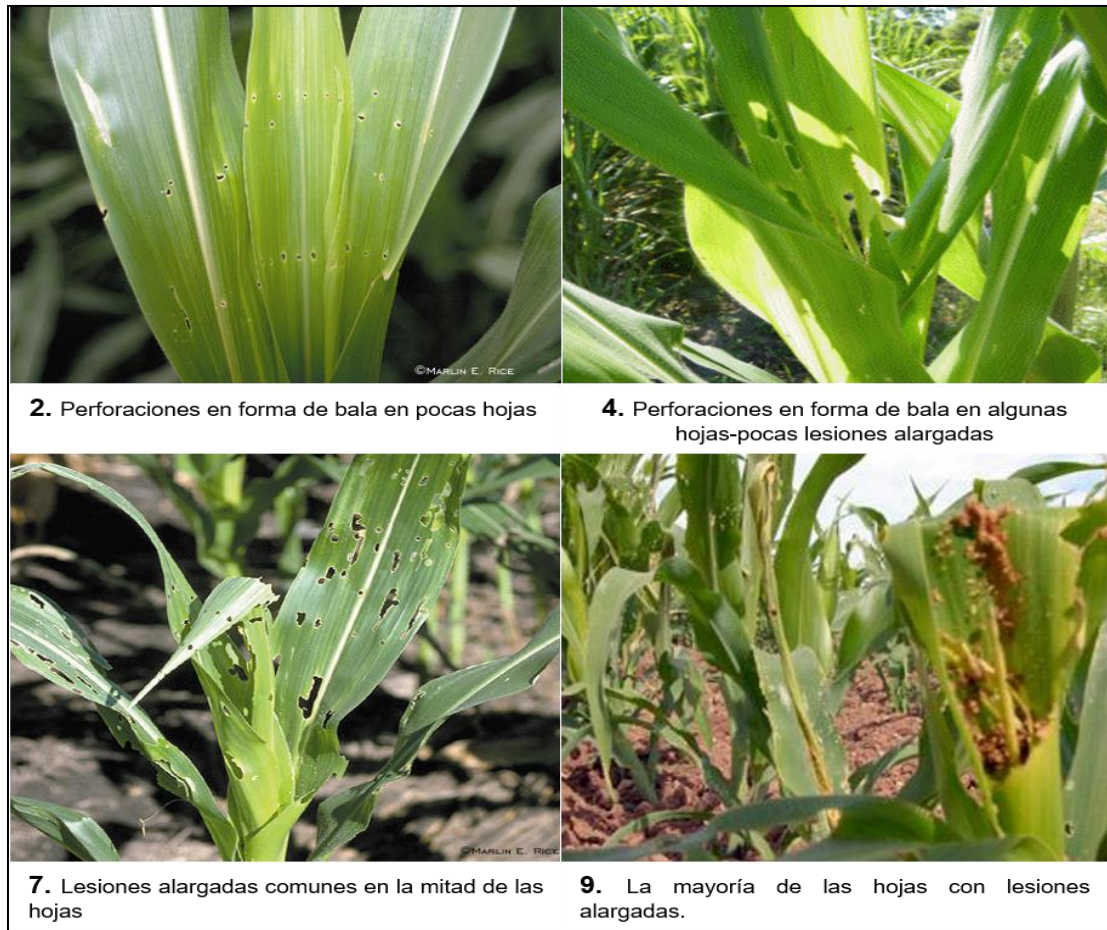 ©MARLIN E. RICE
2. Perforaciones en forma de bala en pocas hojas
4. Perforaciones en forma de bala en algunas
hojas-pocas lesiones alargadas
©MARLIN E. RICE
7. Lesiones alargadas comunes en la mitad de las
hojas
9. La mayoría de las hojas con lesiones
alargadas.